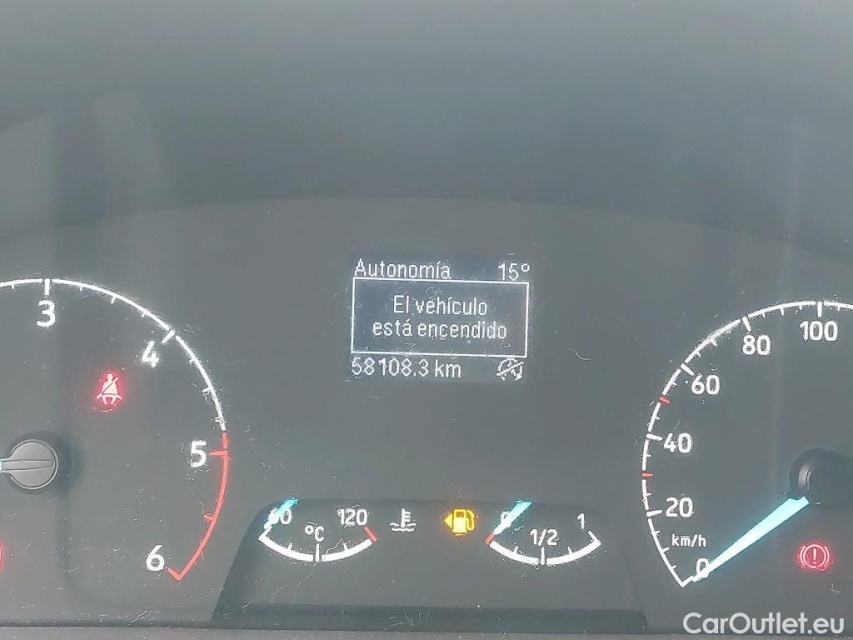 Autonomía 15°
El vehículo
está encendido
58108.3 km
3
4
5
6
60 °C 120
0 1/2 1
100
80
60
40
20
km/h
0
CarOutlet.eu